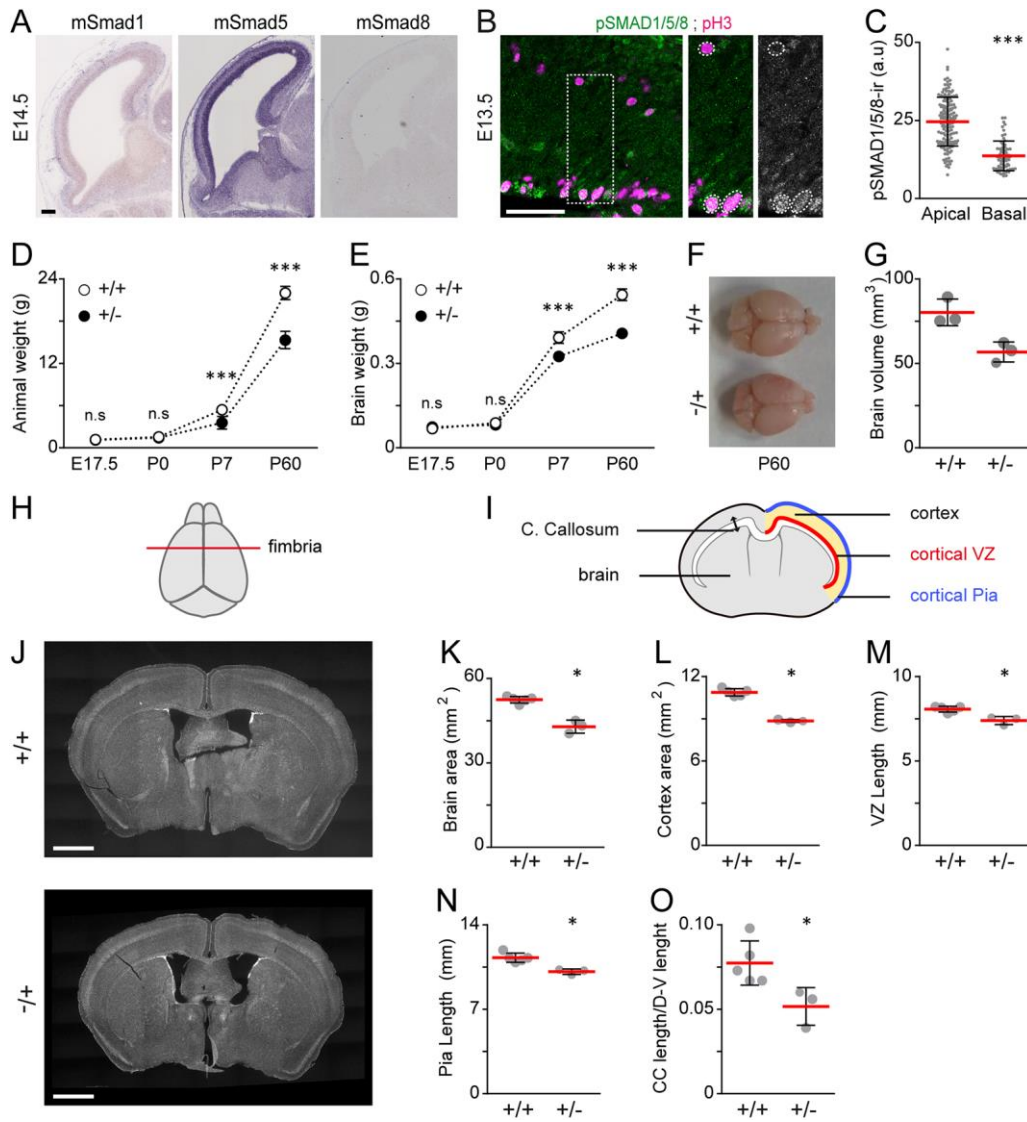 A
mSmad1 mSmad5 mSmad8
E14.5
B
pSMAD1/5/8 ; pH3
E13.5
C
***
pSMAD1/5/8-ir (a.u)
50
25
0
Apical Basal
D
Animal weight (g)
24
12
0
+/+
+/-
n.s
n.s
***
***
E17.5 P0 P7 P60
E
Brain weight (g)
0.6
0.3
0
+/+
+/-
n.s
n.s
***
***
E17.5 P0 P7 P60
F
+/+
-/+
P60
G
Brain volume (mm3)
100
50
0
+/+ +/-
H
fimbria
I
C. Callosum
brain
cortex
cortical VZ
cortical Pia
J
+/+
-/+
K
*
Brain area (mm 2)
60
30
0
+/+ +/-
L
*
Cortex area (mm 2)
12
6
0
+/+ +/-
M
*
VZ Length (mm)
10
5
0
+/+ +/-
N
*
Pia Length (mm)
14
7
0
+/+ +/-
O
*
CC length/D-V lenght
0.10
0.05
0
+/+ +/-